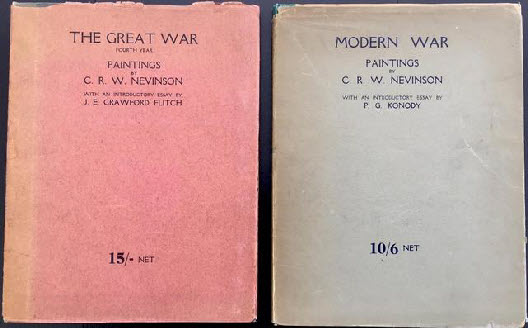 THE GREAT WAR
FOURTH YEAR
PAINTINGS
BY
C. R. W. NEVINSON
WITH AN INTRODUCTORY ESSAY BY
J. E. CRAWFORD FLITCH
15/- NET
MODERN WAR
PAINTINGS
BY
C. R. W. NEVINSON
WITH AN INTRODUCTORY ESSAY BY
P. G. KONODY
10/6 NET